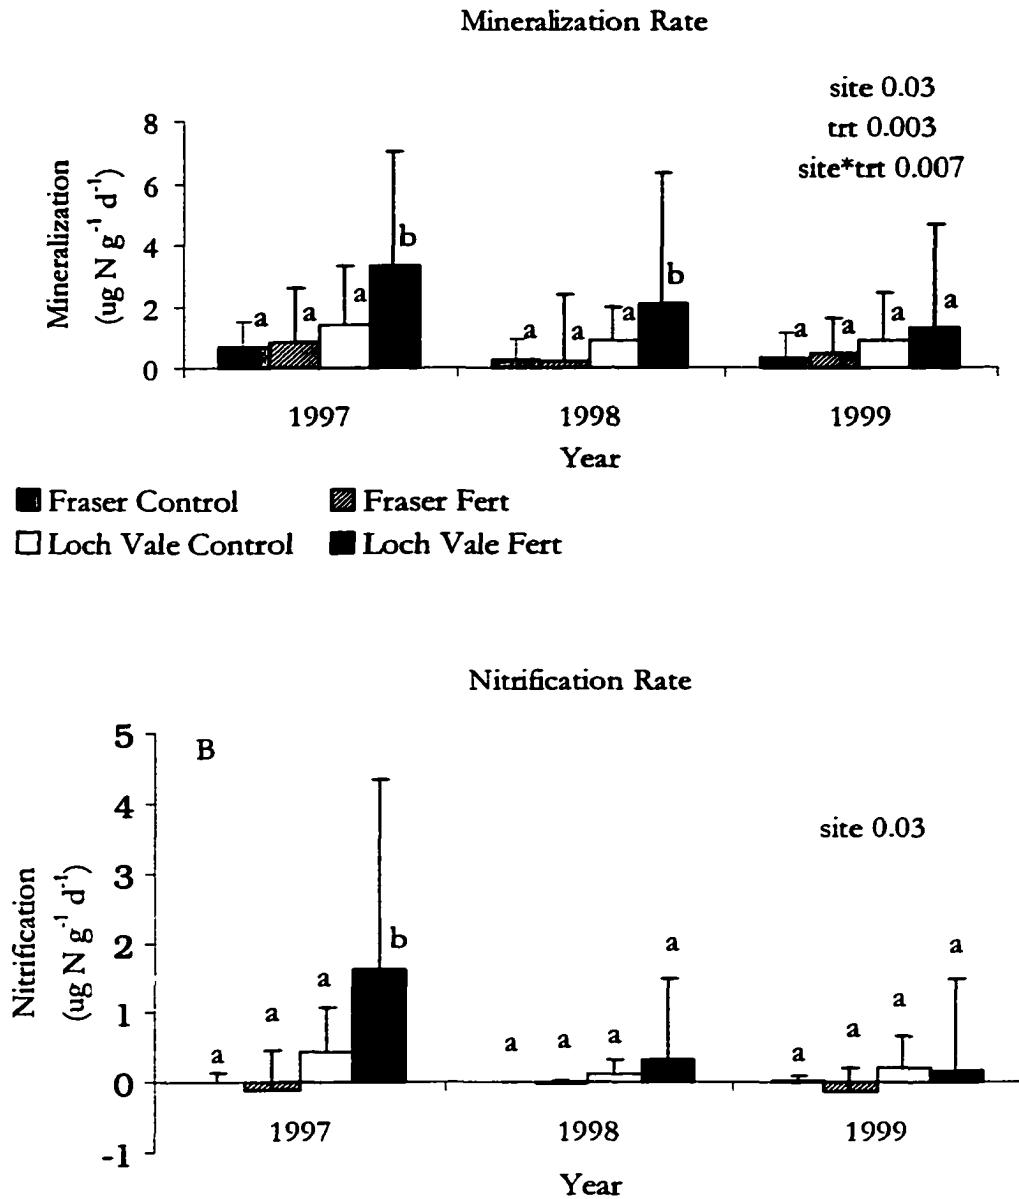 Mineralization Rate
site 0.03
trt 0.003
site*trt 0.007
Mineralization
(ug N g⁻¹ d⁻¹)
8
6
4
2
0
a a a b
a a a b
a a a a
1997 1998 1999
Year
Fraser Control Fraser Fert
Loch Vale Control Loch Vale Fert
Nitrification Rate
B
site 0.03
Nitrification
(ug N g⁻¹ d⁻¹)
5
4
3
2
1
0
-1
a a a b
a a a a
a a a a
1997 1998 1999
Year